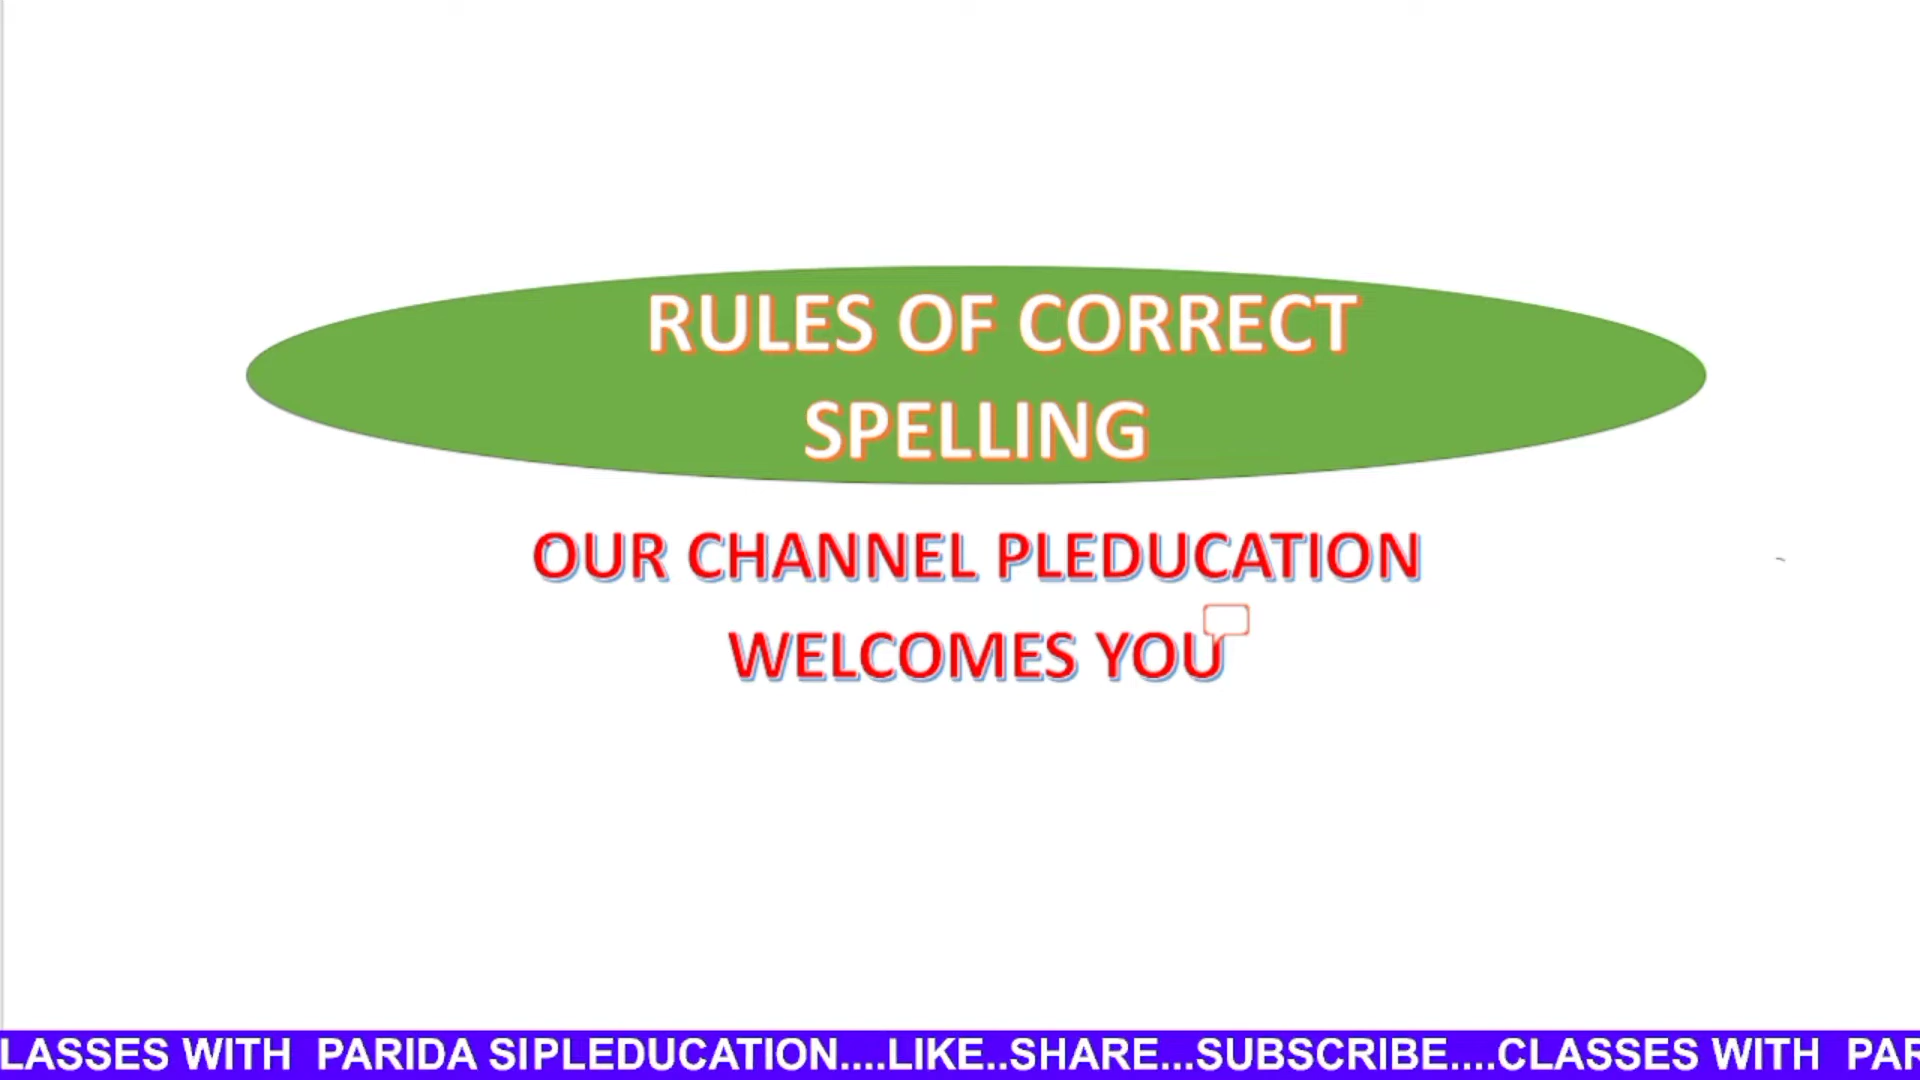 RULES OF CORRECT
SPELLING
OUR CHANNEL PLEDUCATION
WELCOMES YOU
LASSES WITH PARIDA SIPLEDUCATION....LIKE..SHARE...SUBSCRIBE....CLASSES WITH PAR